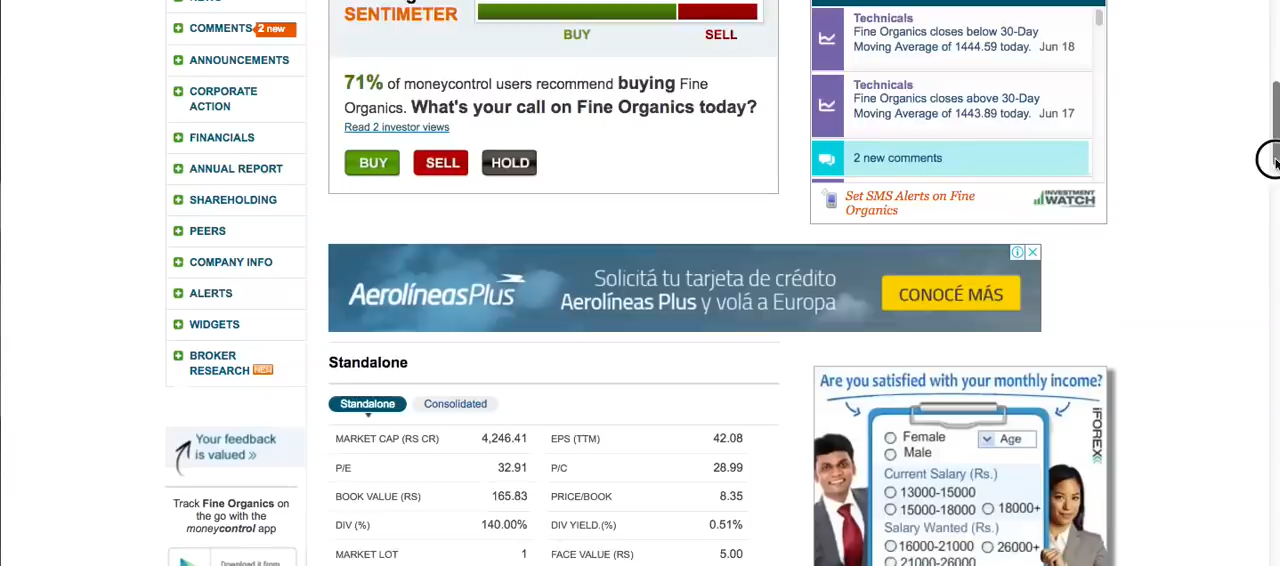 COMMENTS 2 new
ANNOUNCEMENTS
CORPORATE
ACTION
FINANCIALS
ANNUAL REPORT
SHAREHOLDING
PEERS
COMPANY INFO
ALERTS
WIDGETS
BROKER
RESEARCH
Your feedback
is valued »
Track Fine Organics on
the go with the
moneycontrol app
Download it from
SENTIMETER
BUY SELL
71% of moneycontrol users recommend buying Fine
Organics. What's your call on Fine Organics today?
Read 2 investor views
BUY SELL HOLD
Technicals
Fine Organics closes below 30-Day
Moving Average of 1444.59 today. Jun 18
Technicals
Fine Organics closes above 30-Day
Moving Average of 1443.89 today. Jun 17
2 new comments
Set SMS Alerts on Fine
Organics
INVESTMENT
WATCH
AerolíneasPlus
Solicitá tu tarjeta de crédito
Aerolíneas Plus y volá a Europa
CONOCÉ MÁS
Standalone
Standalone Consolidated
MARKET CAP (RS CR) 4,246.41 EPS (TTM) 42.08
P/E 32.91 P/C 28.99
BOOK VALUE (RS) 165.83 PRICE/BOOK 8.35
DIV (%) 140.00% DIV YIELD.(%) 0.51%
MARKET LOT 1 FACE VALUE (RS) 5.00
Are you satisfied with your monthly income?
iFOREX
Female Age
Male
Current Salary (Rs.)
13000-15000
15000-18000 18000+
Salary Wanted (Rs.)
16000-21000 26000+
21000-26000